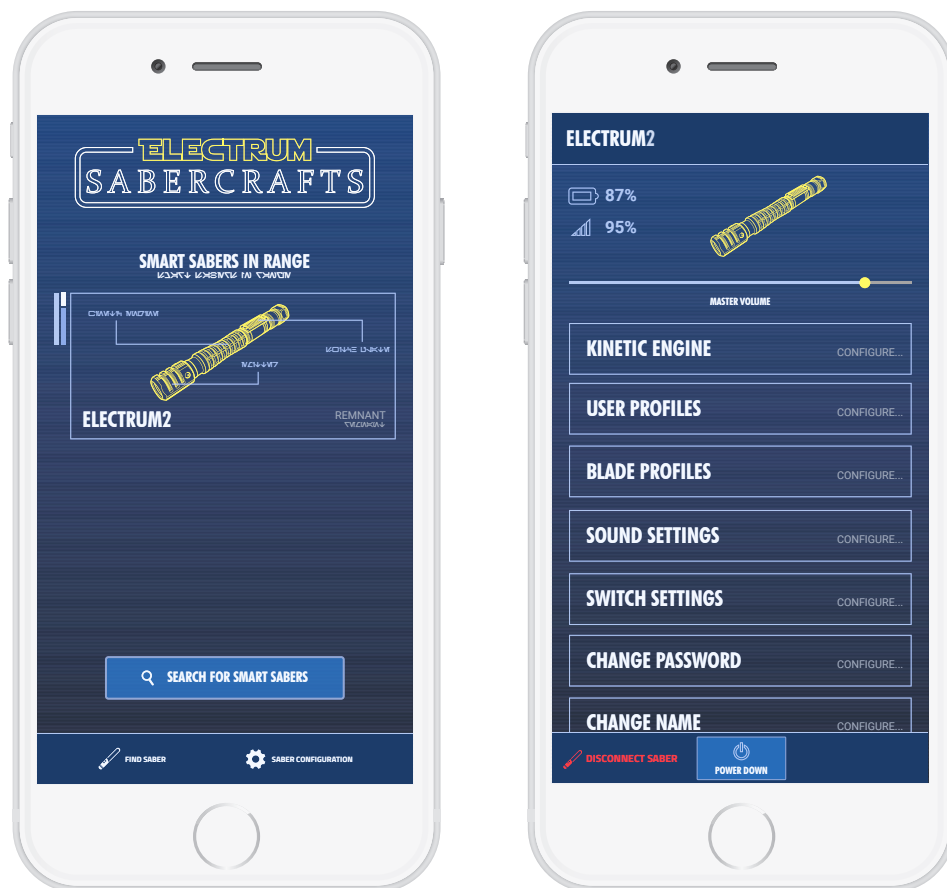 ELECTRUM
SABERCRAFTS
SMART SABERS IN RANGE
ELECTRUM2
REMNANT
SEARCH FOR SMART SABERS
FIND SABER
SABER CONFIGURATION
ELECTRUM2
87%
95%
MASTER VOLUME
KINETIC ENGINE
CONFIGURE...
USER PROFILES
CONFIGURE...
BLADE PROFILES
CONFIGURE...
SOUND SETTINGS
CONFIGURE...
SWITCH SETTINGS
CONFIGURE...
CHANGE PASSWORD
CONFIGURE...
CHANGE NAME
CONFIGURE...
DISCONNECT SABER
POWER DOWN